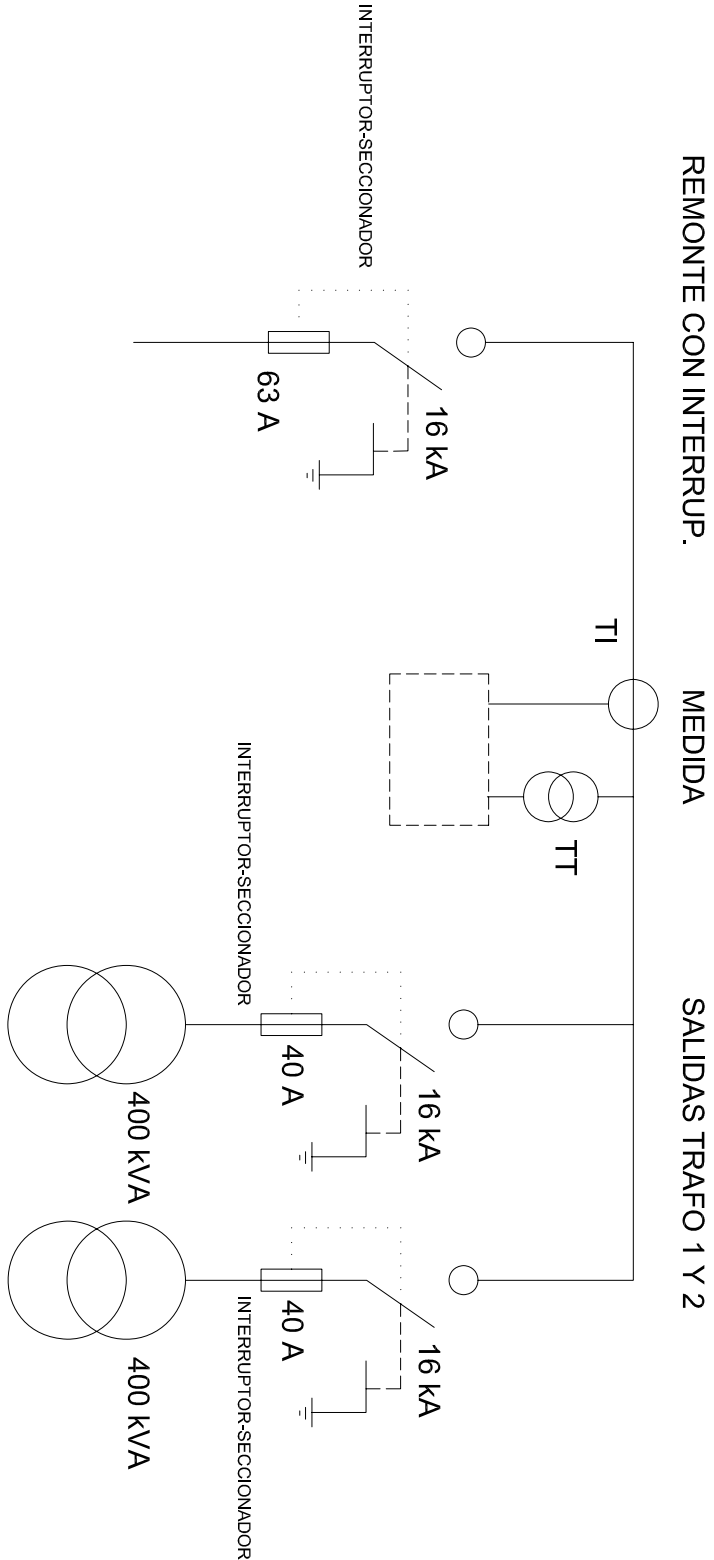 REMONTE CON INTERRUP.
MEDIDA
SALIDAS TRAFO 1 Y 2
TI
TT
16 kA
63 A
INTERRUPTOR-SECCIONADOR
16 kA
40 A
INTERRUPTOR-SECCIONADOR
400 kVA
16 kA
40 A
INTERRUPTOR-SECCIONADOR
400 kVA